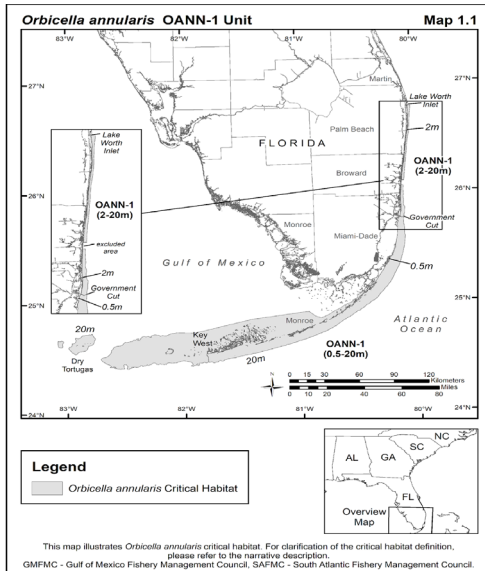 Orbicella annularis OANN-1 Unit Map 1.1
83°W 82°W 81°W 80°W
Martin
27°N 27°N
Lake Worth Inlet
2m
Palm Beach
FLORIDA
Lake
Worth
Inlet
OANN-1
(2-20m)
Broward
OANN-1
(2-20m)
26°N 26°N
Government
Cut
excluded
area
Monroe
Miami-Dade
Gulf of Mexico
2m
Government
Cut
0.5m
0.5m
25°N 25°N
20m
Monroe
Atlantic
Ocean
Key
West
OANN-1
(0.5-20m)
20m
Dry
Tortugas
0 15 30 60 90 120
Kilometers
Miles
0 10 20 40 60 80
24°N 24°N
83°W 82°W 81°W 80°W
Legend
Orbicella annularis Critical Habitat
NC
SC
AL GA
FL
Overview
Map
This map illustrates Orbicella annularis critical habitat. For clarification of the critical habitat definition,
please refer to the narrative description.
GMFMC - Gulf of Mexico Fishery Management Council, SAFMC - South Atlantic Fishery Management Council.